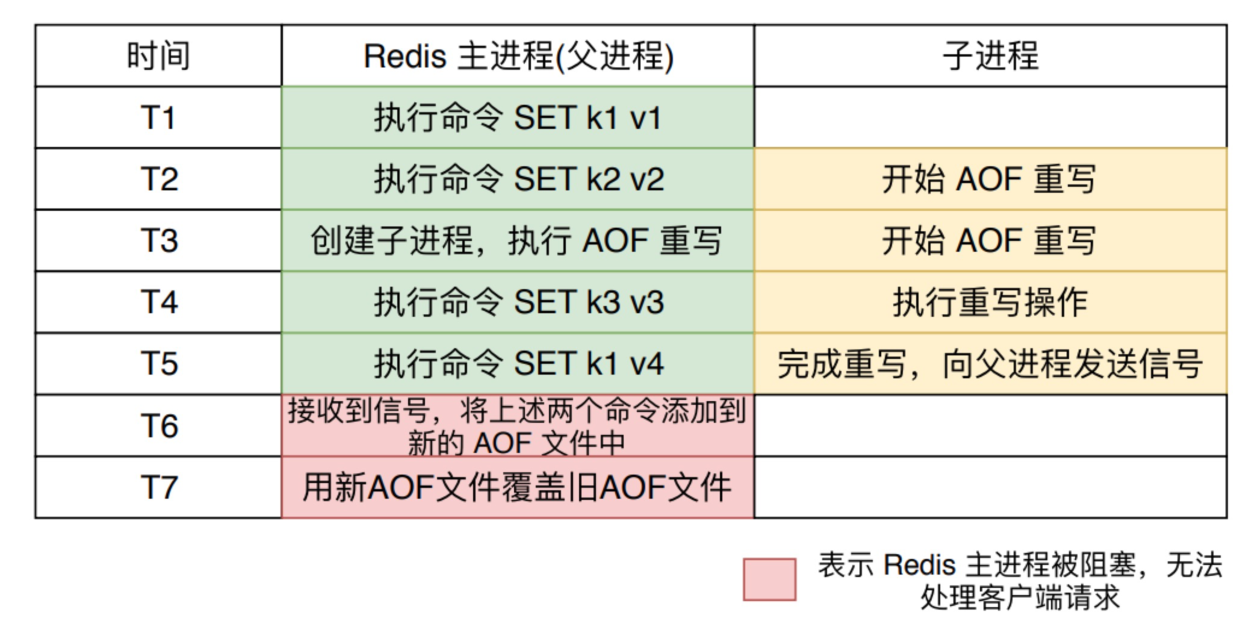 时间 Redis 主进程(父进程) 子进程
T1 执行命令 SET k1 v1
T2 执行命令 SET k2 v2 开始 AOF 重写
T3 创建子进程，执行 AOF 重写 开始 AOF 重写
T4 执行命令 SET k3 v3 执行重写操作
T5 执行命令 SET k1 v4 完成重写，向父进程发送信号
T6 接收到信号，将上述两个命令添加到
新的 AOF 文件中
T7 用新AOF文件覆盖旧AOF文件
表示 Redis 主进程被阻塞，无法
处理客户端请求